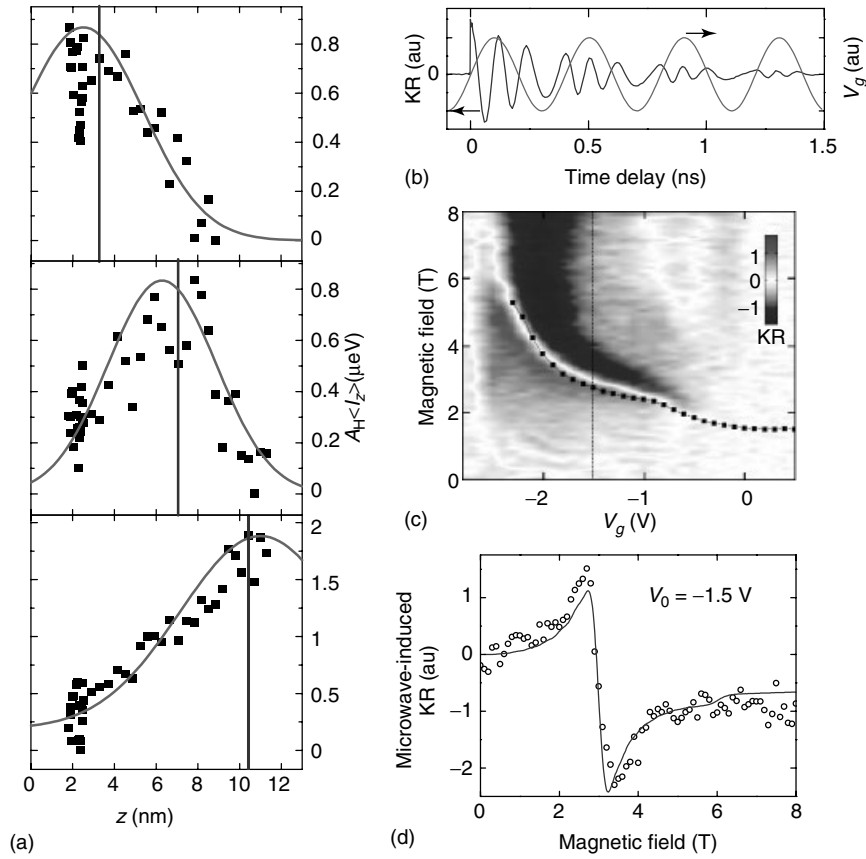 0.8
0.6
0.4
0.2
0
0.8
0.6
0.4
0.2
0
2
1.5
1
0.5
0
A_H<I_z>(μeV)
0 2 4 6 8 10 12
z (nm)
(a)
KR (au)
0
V_g (au)
0 0.5 1 1.5
Time delay (ns)
(b)
Magnetic field (T)
8
6
4
2
0
1
0
−1
KR
−2 −1 0
V_g (V)
(c)
Microwave-induced
KR (au)
1
0
−1
−2
V_0 = −1.5 V
0 2 4 6 8
Magnetic field (T)
(d)